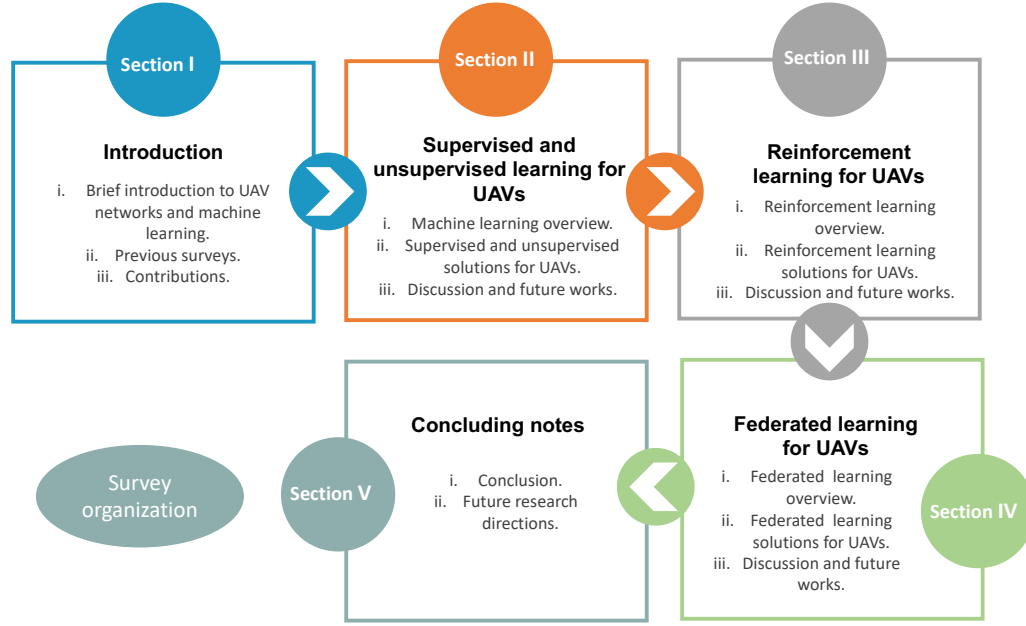 Section I
Introduction
i. Brief introduction to UAV
networks and machine
learning.
ii. Previous surveys.
iii. Contributions.
Section II
Supervised and
unsupervised learning for
UAVs
i. Machine learning overview.
ii. Supervised and unsupervised
solutions for UAVs.
iii. Discussion and future works.
Section III
Reinforcement
learning for UAVs
i. Reinforcement learning
overview.
ii. Reinforcement learning
solutions for UAVs.
iii. Discussion and future works.
Section IV
Federated learning
for UAVs
i. Federated learning
overview.
ii. Federated learning
solutions for UAVs.
iii. Discussion and future
works.
Section V
Concluding notes
i. Conclusion.
ii. Future research
directions.
Survey
organization